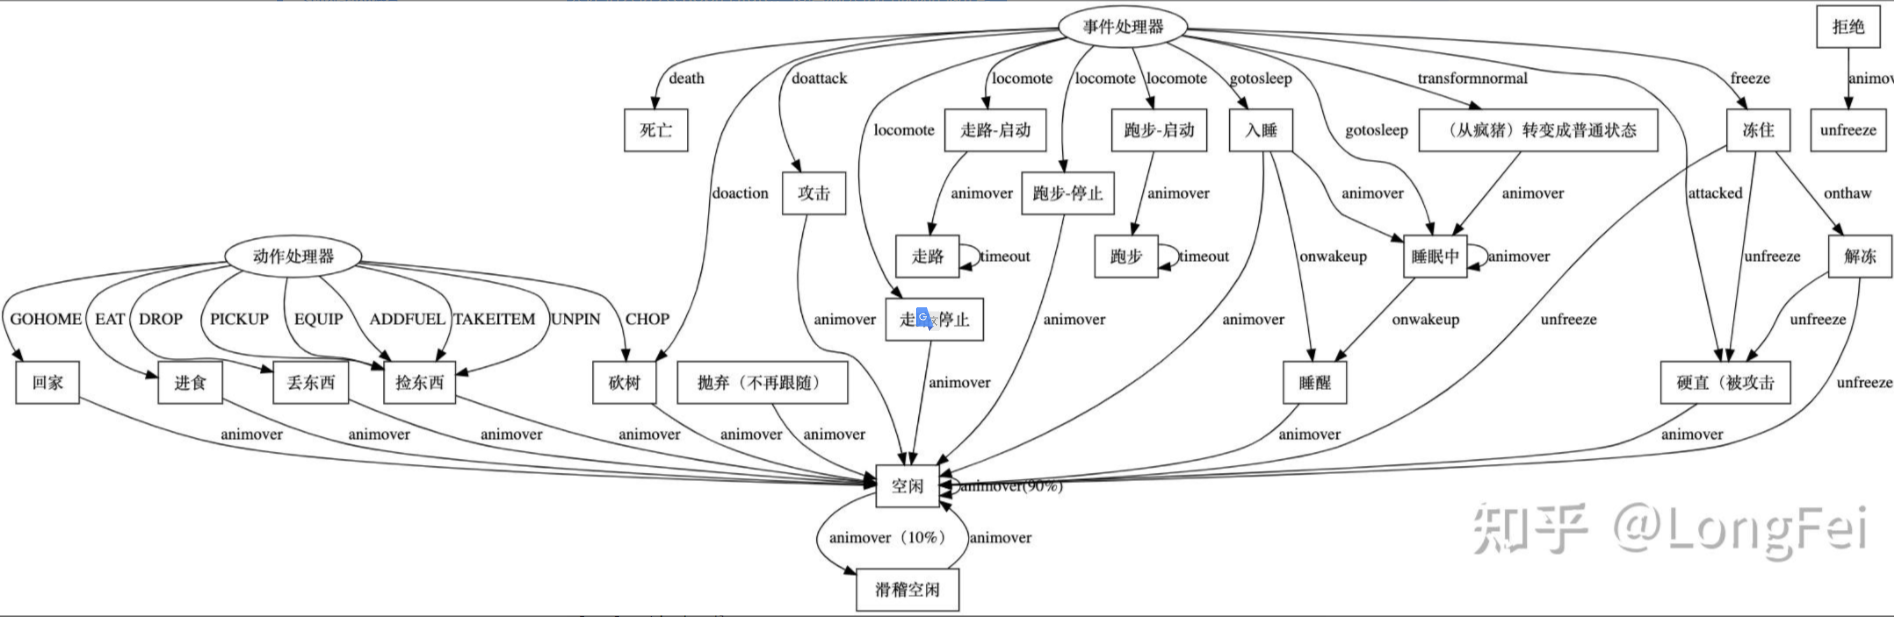 事件处理器
拒绝
death
doattack
locomote
locomote
locomote
gotosleep
transformnormal
freeze
animov
死亡
locomote
走路-启动
跑步-启动
入睡
gotosleep
（从疯猪）转变成普通状态
冻住
unfreeze
doaction
攻击
animover
跑步-停止
animover
animover
animover
attacked
onthaw
动作处理器
走路
timeout
跑步
timeout
onwakeup
睡眠中
animover
unfreeze
解冻
GOHOME
EAT
DROP
PICKUP
EQUIP
ADDFUEL
TAKEITEM
UNPIN
CHOP
animover
走
停止
animover
animover
onwakeup
unfreeze
unfreeze
回家
进食
丢东西
捡东西
砍树
抛弃（不再跟随）
animover
睡醒
硬直（被攻击
unfreeze
animover
animover
animover
animover
animover
animover
animover
animover
空闲
animover(90%)
animover（10%）
animover
滑稽空闲
知乎 @LongFei